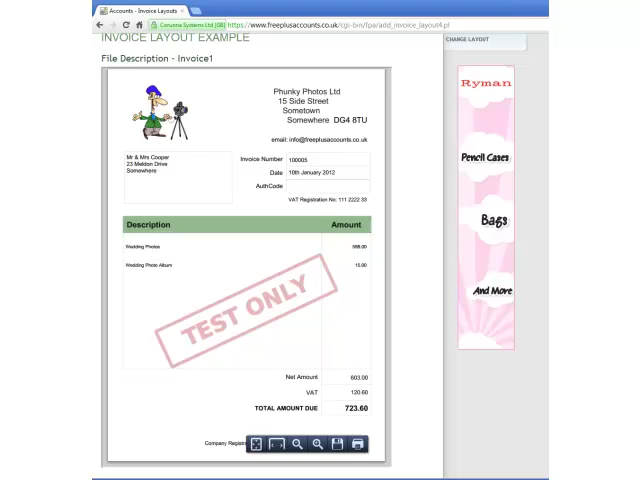 Accounts - Invoice Layouts
Corunna Systems Ltd [GB] https://www.freeplusaccounts.co.uk/cgi-bin/fpa/add_invoice_layout4.pl
INVOICE LAYOUT EXAMPLE
CHANGE LAYOUT
File Description - Invoice1
Phunky Photos Ltd
15 Side Street
Sometown
Somewhere DG4 8TU
email: info@freeplusaccounts.co.uk
Mr & Mrs Cooper
23 Meldon Drive
Somewhere
Invoice Number 100005
Date 10th January 2012
AuthCode
VAT Registration No: 111 2222 33
Description Amount
Wedding Photos 588.00
Wedding Photo Album 15.00
TEST ONLY
Net Amount 603.00
VAT 120.60
TOTAL AMOUNT DUE 723.60
Company Registr
Ryman
Pencil Cases
Bags
And More